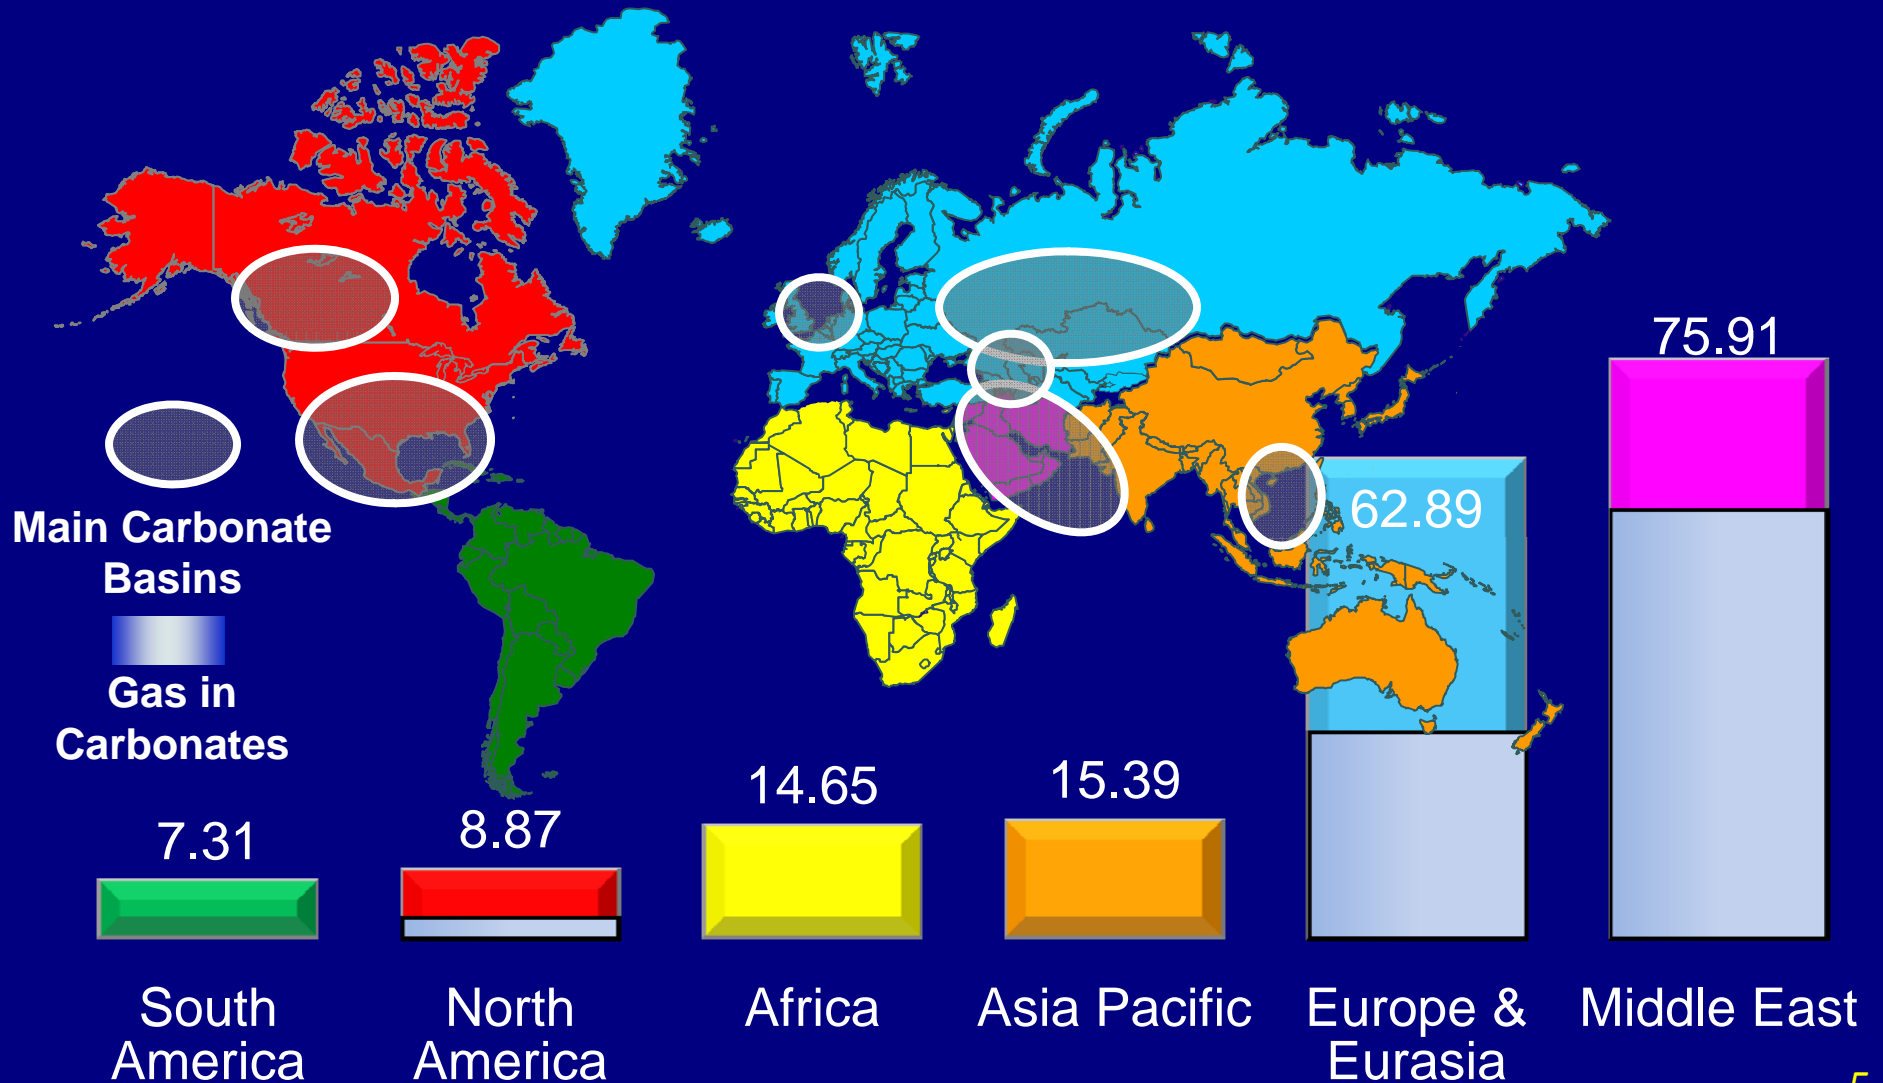 75.91
62.89
Main Carbonate
Basins
Gas in
Carbonates
7.31
8.87
14.65
15.39
South
America
North
America
Africa
Asia Pacific
Europe &
Eurasia
Middle East